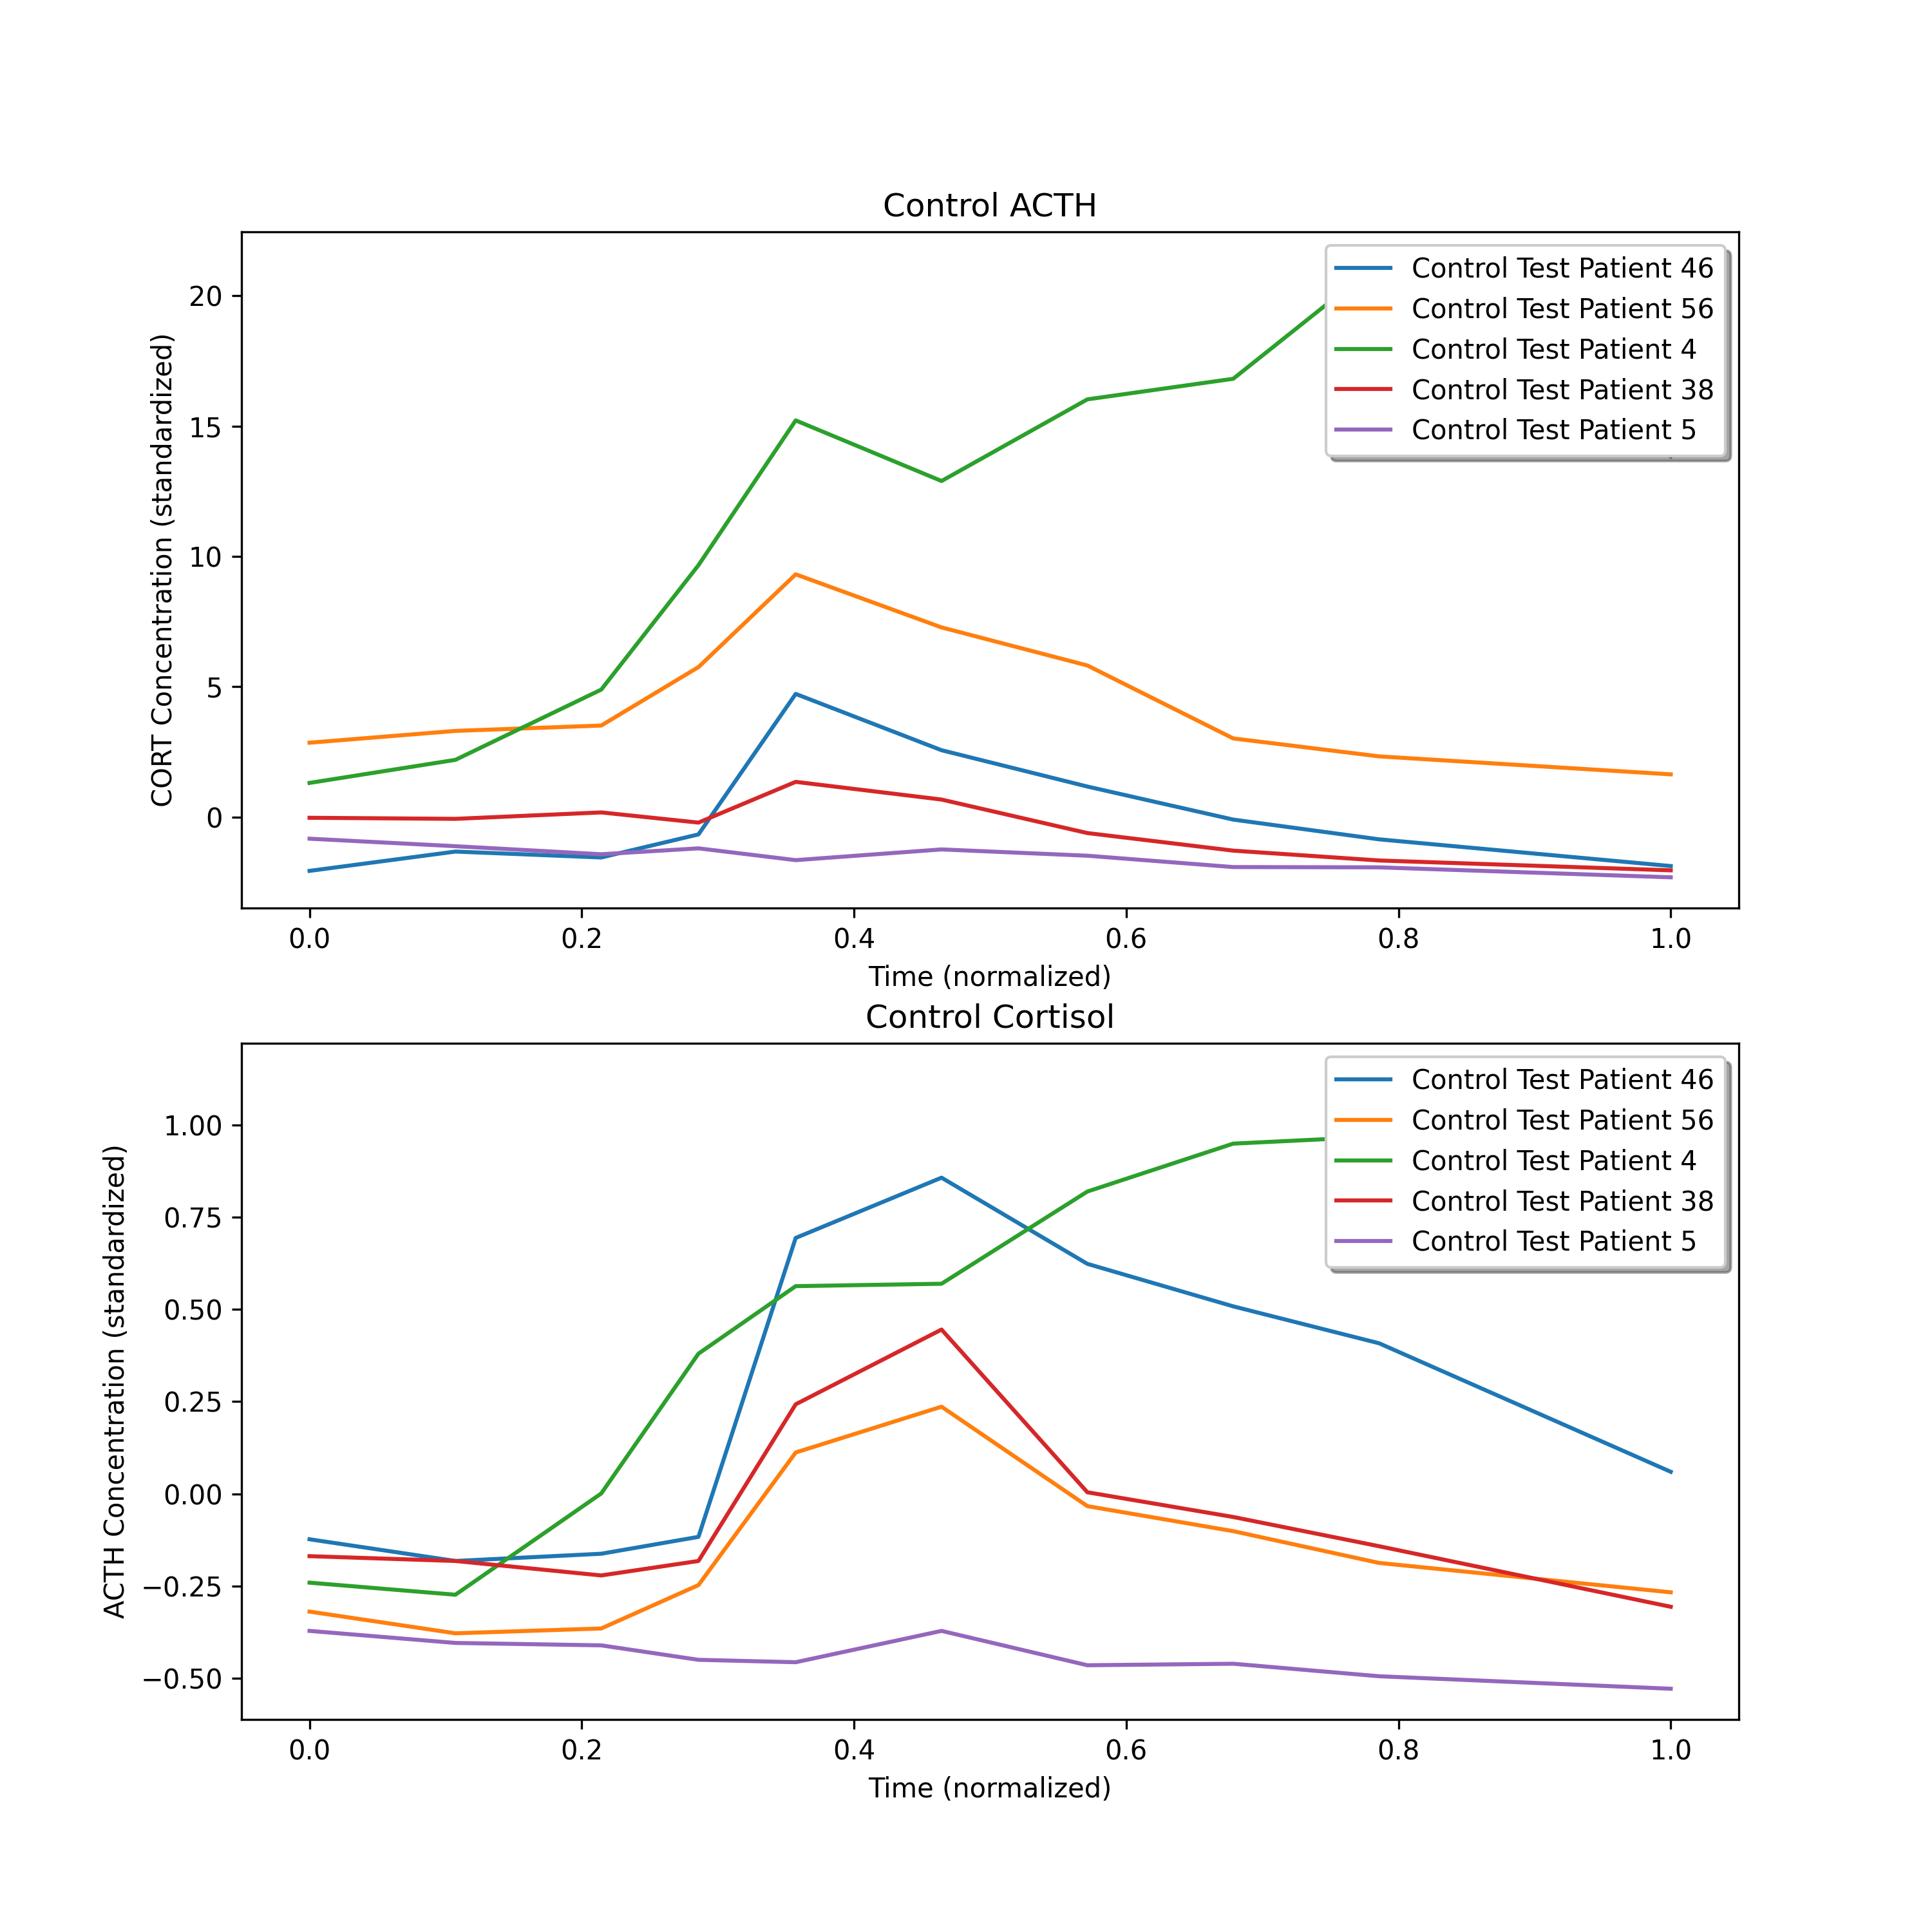 Control ACTH
CORT Concentration (standardized)
20
15
10
5
0
Control Test Patient 46
Control Test Patient 56
Control Test Patient 4
Control Test Patient 38
Control Test Patient 5
0.0 0.2 0.4 0.6 0.8 1.0
Time (normalized)
Control Cortisol
ACTH Concentration (standardized)
1.00
0.75
0.50
0.25
0.00
−0.25
−0.50
Control Test Patient 46
Control Test Patient 56
Control Test Patient 4
Control Test Patient 38
Control Test Patient 5
0.0 0.2 0.4 0.6 0.8 1.0
Time (normalized)